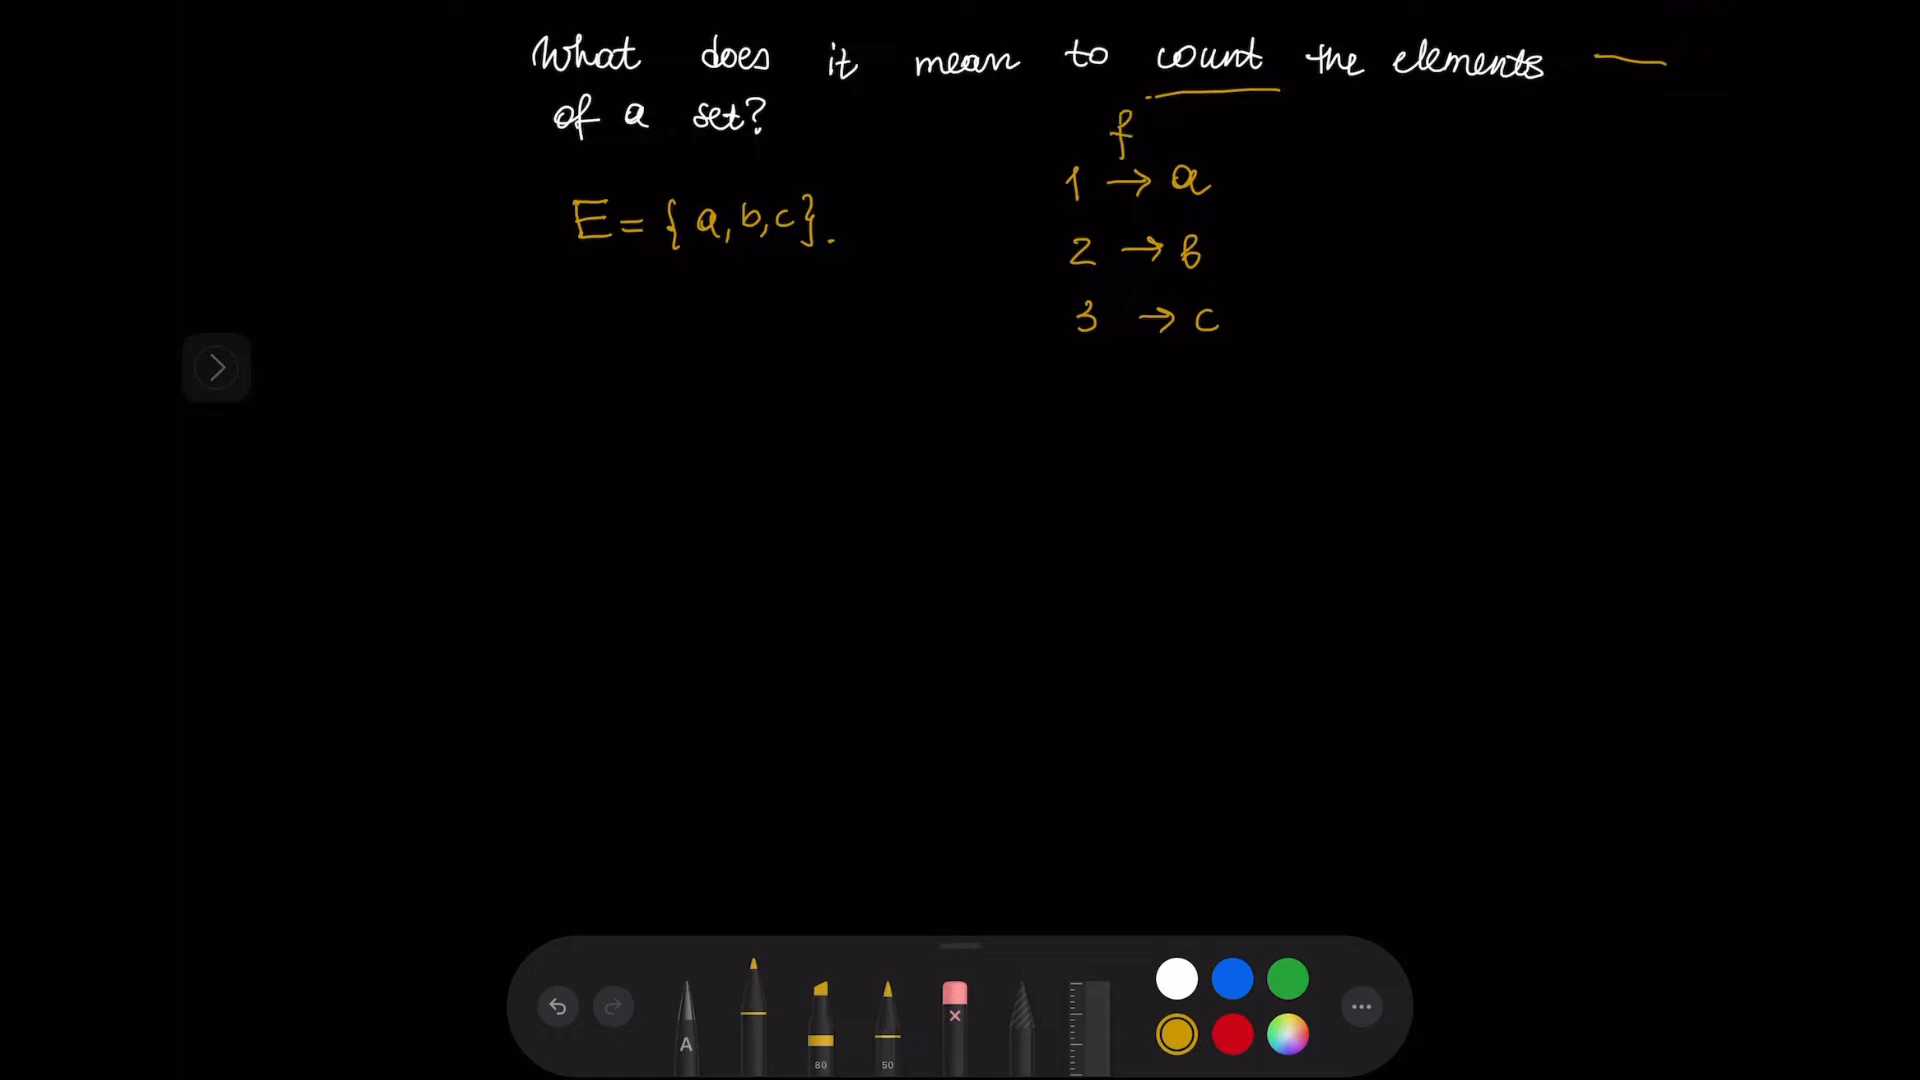 What does it mean to count the elements
of a set?
f
1 → a
E = { a, b, c }.
2 → b
3 → c
A
80
50